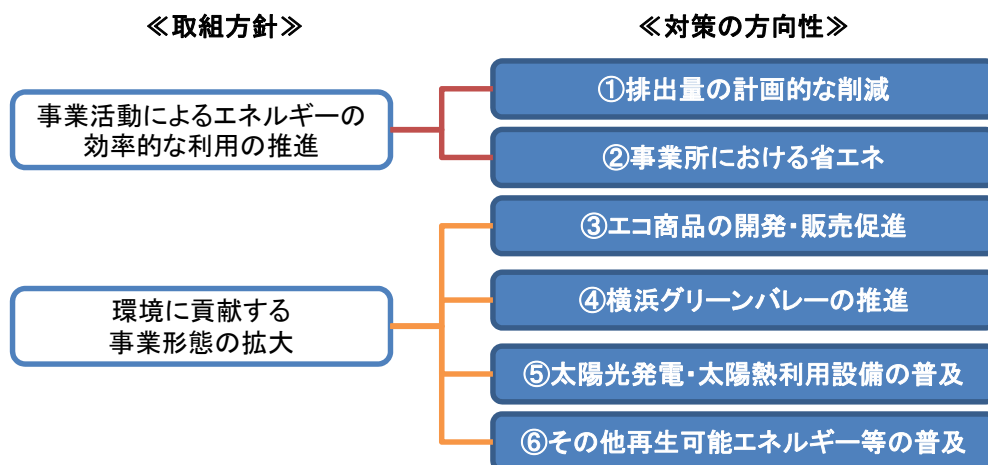 ≪取組方針≫
≪対策の方向性≫
事業活動によるエネルギーの
効率的な利用の推進
①排出量の計画的な削減
②事業所における省エネ
環境に貢献する
事業形態の拡大
③エコ商品の開発・販売促進
④横浜グリーンバレーの推進
⑤太陽光発電・太陽熱利用設備の普及
⑥その他再生可能エネルギー等の普及